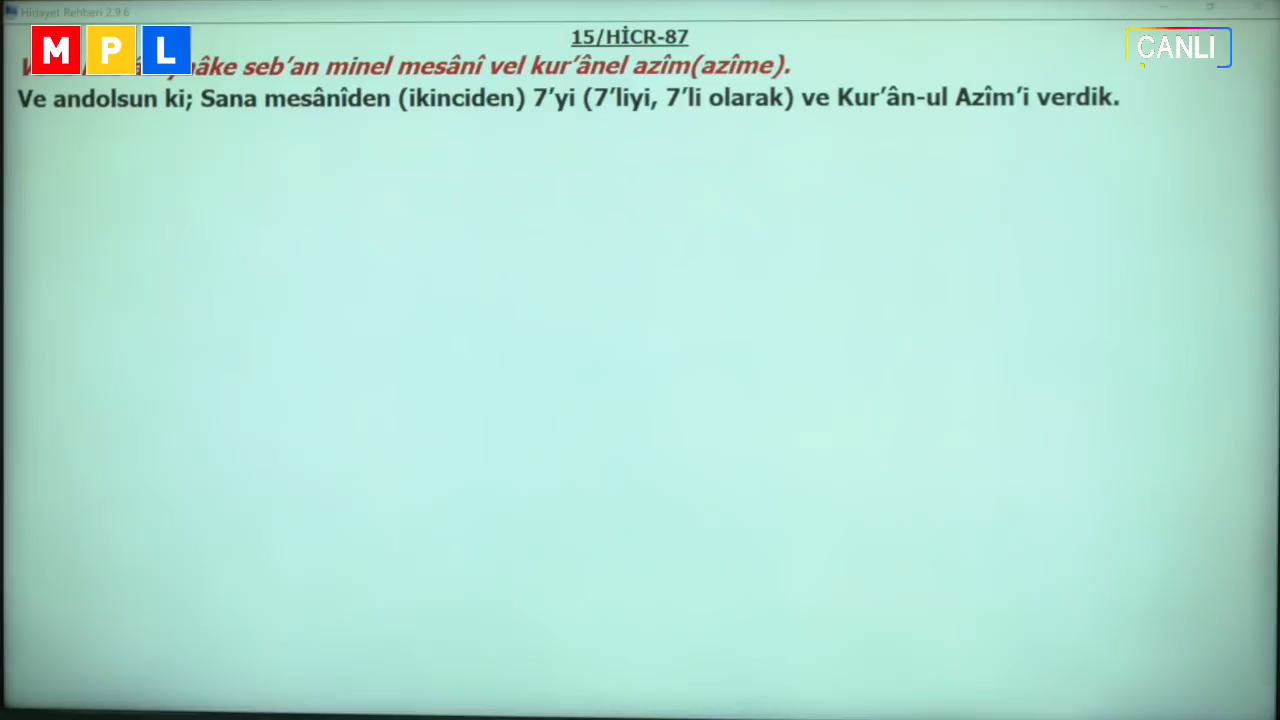 Hidayet Rehberi 2.9.6
M P L
CANLI
15/HİCR-87
seb'an minel mesânî vel kur'ânel azîm(azîme).
Ve andolsun ki; Sana mesânîden (ikinciden) 7'yi (7'liyi, 7'li olarak) ve Kur'ân-ul Azîm'i verdik.